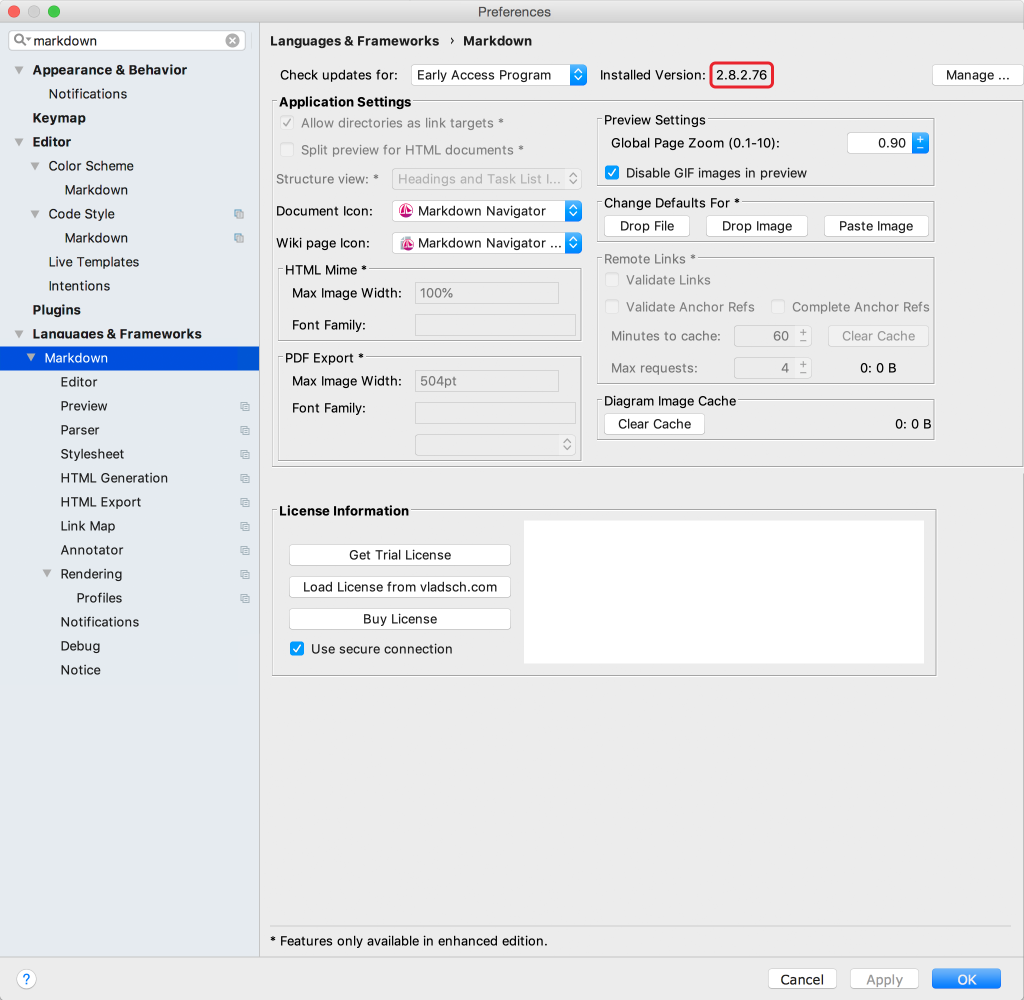 Preferences
markdown
Appearance & Behavior
Notifications
Keymap
Editor
Color Scheme
Markdown
Code Style
Markdown
Live Templates
Intentions
Plugins
Languages & Frameworks
Markdown
Editor
Preview
Parser
Stylesheet
HTML Generation
HTML Export
Link Map
Annotator
Rendering
Profiles
Notifications
Debug
Notice
Languages & Frameworks › Markdown
Check updates for: Early Access Program Installed Version: 2.8.2.76 Manage ...
Application Settings
Allow directories as link targets *
Split preview for HTML documents *
Structure view: * Headings and Task List I...
Document Icon: Markdown Navigator
Wiki page Icon: Markdown Navigator ...
HTML Mime *
Max Image Width: 100%
Font Family:
PDF Export *
Max Image Width: 504pt
Font Family:
Preview Settings
Global Page Zoom (0.1-10): 0.90
Disable GIF images in preview
Change Defaults For *
Drop File Drop Image Paste Image
Remote Links *
Validate Links
Validate Anchor Refs Complete Anchor Refs
Minutes to cache: 60 Clear Cache
Max requests: 4 0: 0 B
Diagram Image Cache
Clear Cache 0: 0 B
License Information
Get Trial License
Load License from vladsch.com
Buy License
Use secure connection
* Features only available in enhanced edition.
? Cancel Apply OK